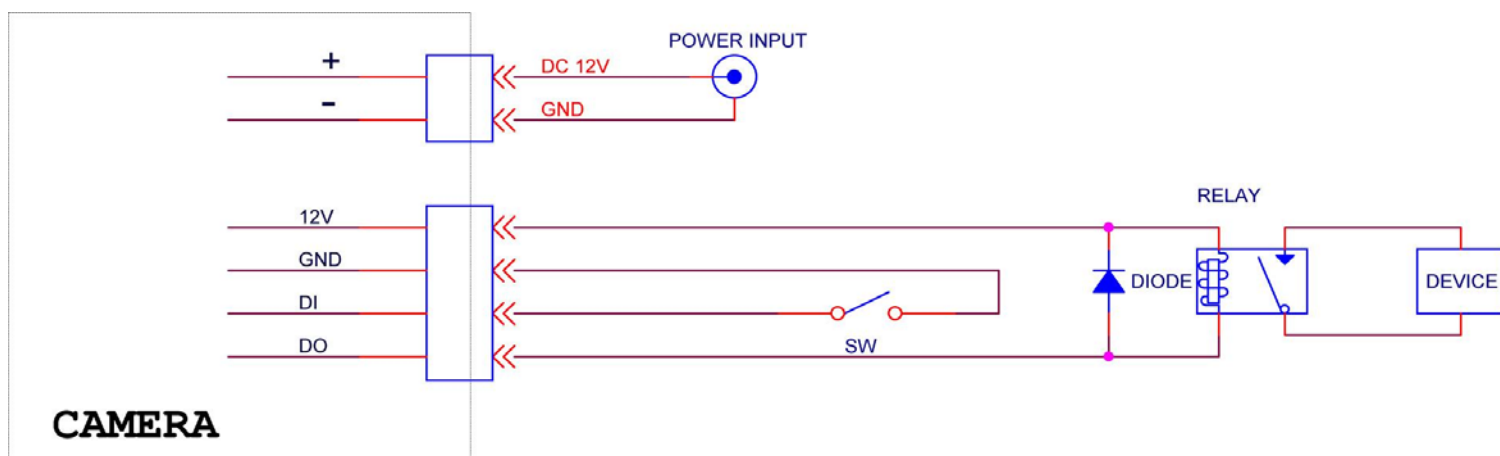 POWER INPUT
+
DC 12V
-
GND
RELAY
12V
GND
DIODE
DEVICE
DI
DO
SW
CAMERA